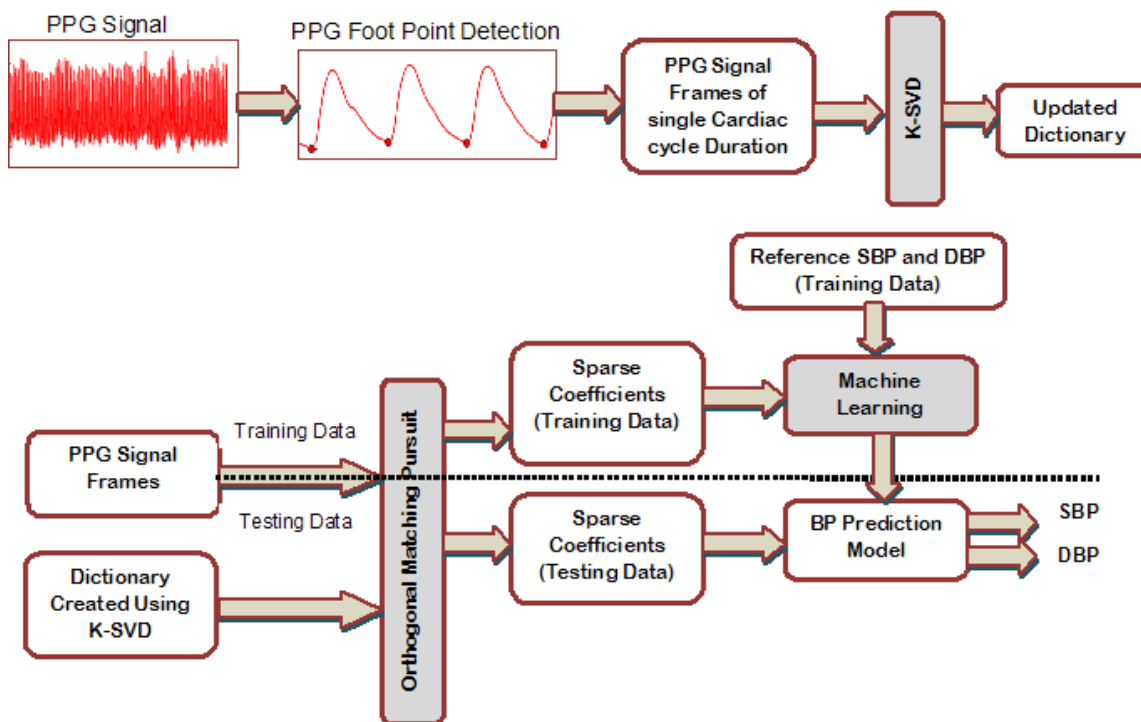 PPG Signal
PPG Foot Point Detection
PPG Signal
Frames of
single Cardiac
cycle Duration
K-SVD
Updated
Dictionary
Reference SBP and DBP
(Training Data)
Sparse
Coefficients
(Training Data)
Machine
Learning
Training Data
PPG Signal
Frames
Orthogonal Matching Pursuit
Testing Data
Sparse
Coefficients
(Testing Data)
BP Prediction
Model
SBP
DBP
Dictionary
Created Using
K-SVD